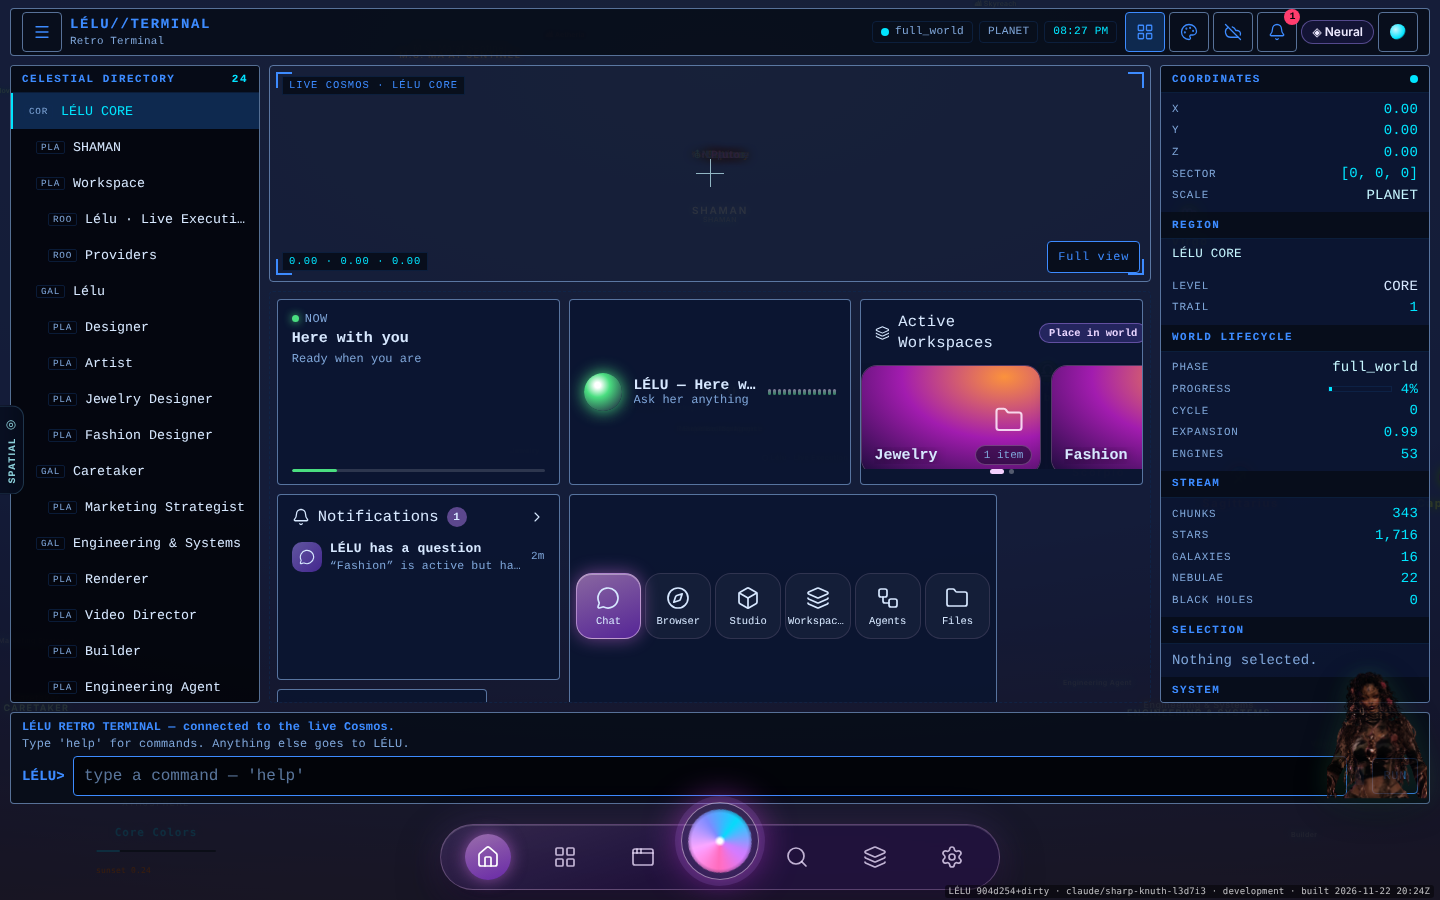 LÉLU//TERMINAL
Retro Terminal
full_world
PLANET
08:27 PM
1
◈ Neural
CELESTIAL DIRECTORY
24
COR LÉLU CORE
PLA SHAMAN
PLA Workspace
ROO Lélu · Live Executi…
ROO Providers
GAL Lélu
PLA Designer
PLA Artist
PLA Jewelry Designer
PLA Fashion Designer
GAL Caretaker
PLA Marketing Strategist
GAL Engineering & Systems
PLA Renderer
PLA Video Director
PLA Builder
PLA Engineering Agent
SPATIAL
LIVE COSMOS · LÉLU CORE
SHAMAN
0.00 · 0.00 · 0.00
Full view
NOW
Here with you
Ready when you are
LÉLU — Here w…
Ask her anything
Active Workspaces
Place in world
Jewelry
1 item
Fashion
Notifications 1
LÉLU has a question
“Fashion” is active but ha…
2m
Chat
Browser
Studio
Workspac…
Agents
Files
COORDINATES
X 0.00
Y 0.00
Z 0.00
SECTOR [0, 0, 0]
SCALE PLANET
REGION
LÉLU CORE
LEVEL CORE
TRAIL 1
WORLD LIFECYCLE
PHASE full_world
PROGRESS 4%
CYCLE 0
EXPANSION 0.99
ENGINES 53
STREAM
CHUNKS 343
STARS 1,716
GALAXIES 16
NEBULAE 22
BLACK HOLES 0
SELECTION
Nothing selected.
SYSTEM
CARETAKER
LÉLU RETRO TERMINAL — connected to the live Cosmos.
Type 'help' for commands. Anything else goes to LÉLU.
LÉLU> type a command — 'help'
Core Colors
LÉLU 904d254+dirty · claude/sharp-knuth-l3d7i3 · development · built 2026-11-22 20:24Z